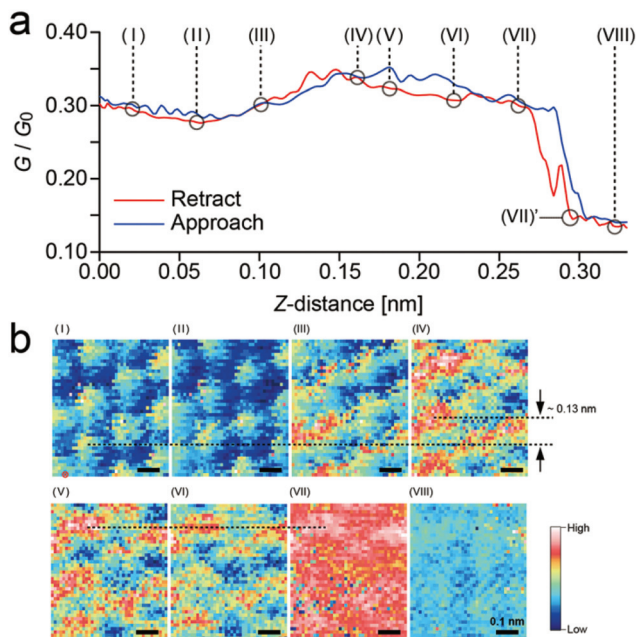 a
0.40
(I)
(II)
(III)
(IV)
(V)
(VI)
(VII)
(VIII)
0.30
G / G0
0.20
Retract
Approach
(VII)'
0.10
0.00
0.05
0.10
0.15
0.20
0.25
0.30
Z-distance [nm]
b
(I)
(II)
(III)
(IV)
~ 0.13 nm
(V)
(VI)
(VII)
(VIII)
High
0.1 nm
Low